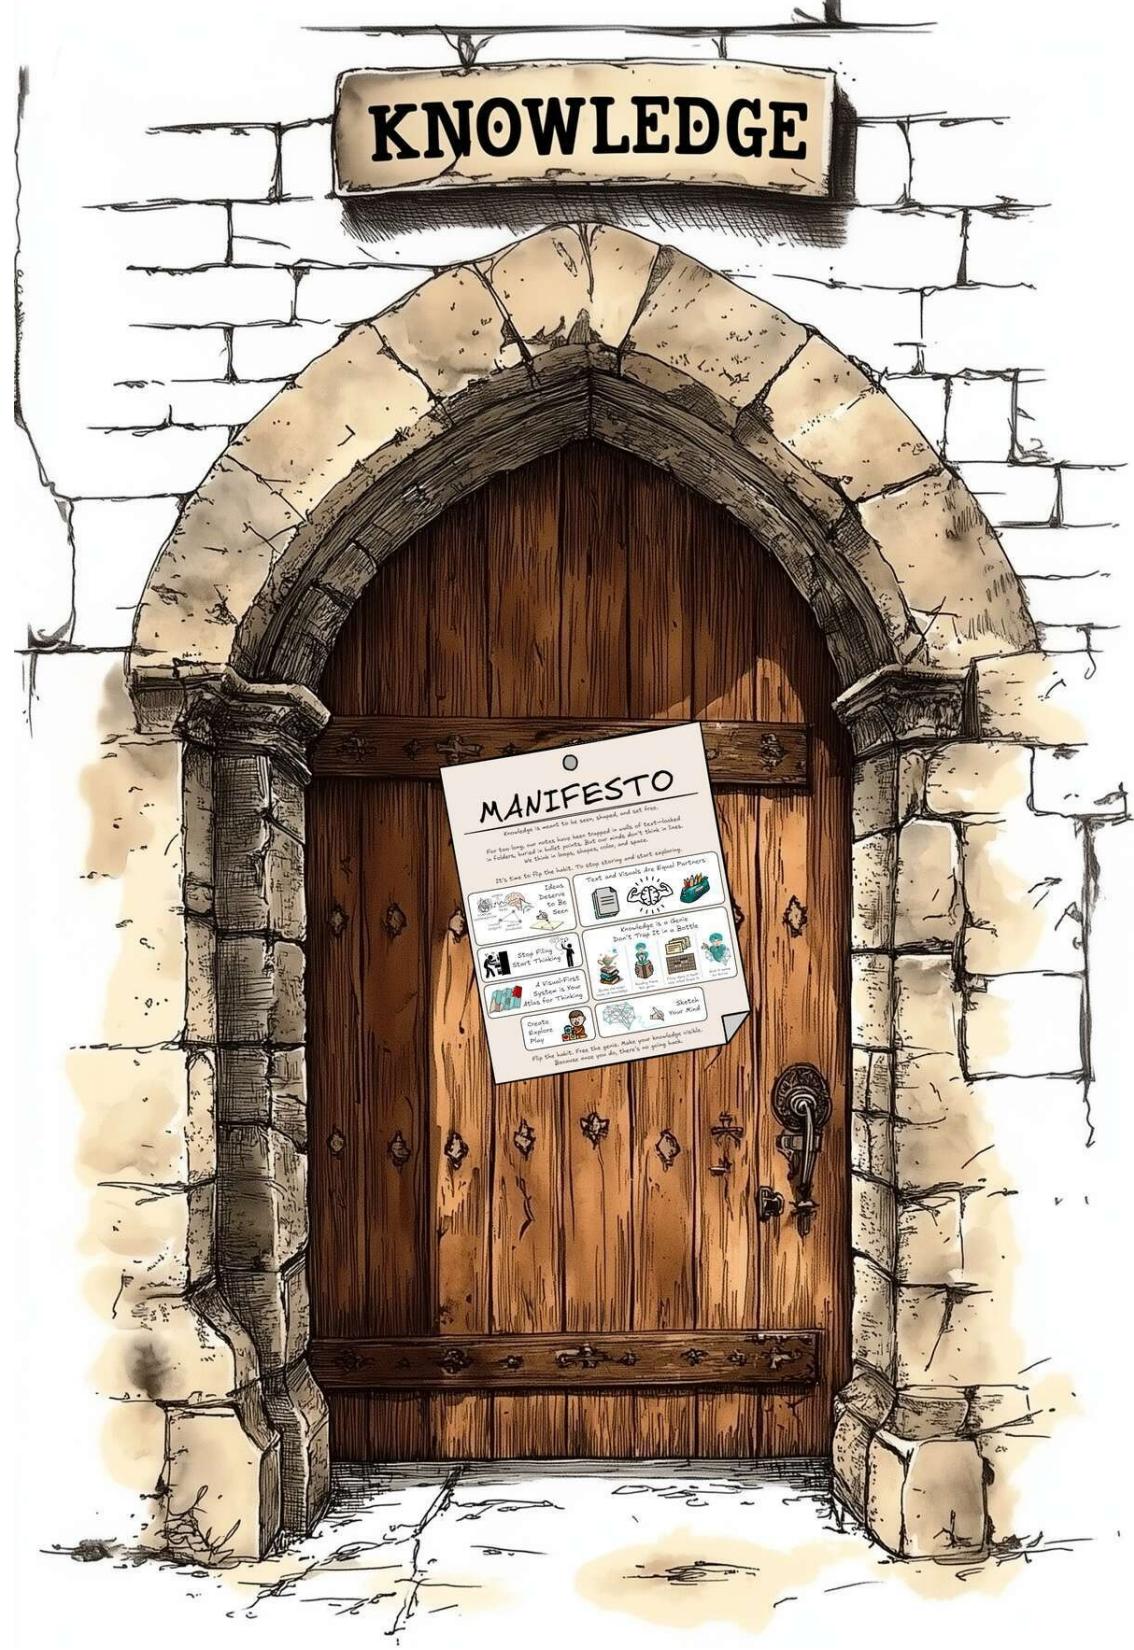 KNOWLEDGE
MANIFESTO
Knowledge is meant to be seen, shaped, and set free.
For too long, our notes have been trapped in walls of text—locked
in folders, buried in bullet points. But our minds don't think in lines.
We think in loops, shapes, color, and space.
It's time to flip the habit. To stop storing and start exploring.
Ideas
Deserve
to Be
Seen
Text and Visuals Are Equal Partners
Stop Filing
Start Thinking
Knowledge is a Genie
Don't Trap It in a Bottle
A Visual-First
System is Your
Atlas for Thinking
Create
Explore
Play
Sketch
Your Mind
Flip the habit. Free the genie. Make your knowledge visible.
Because once you do, there's no going back.